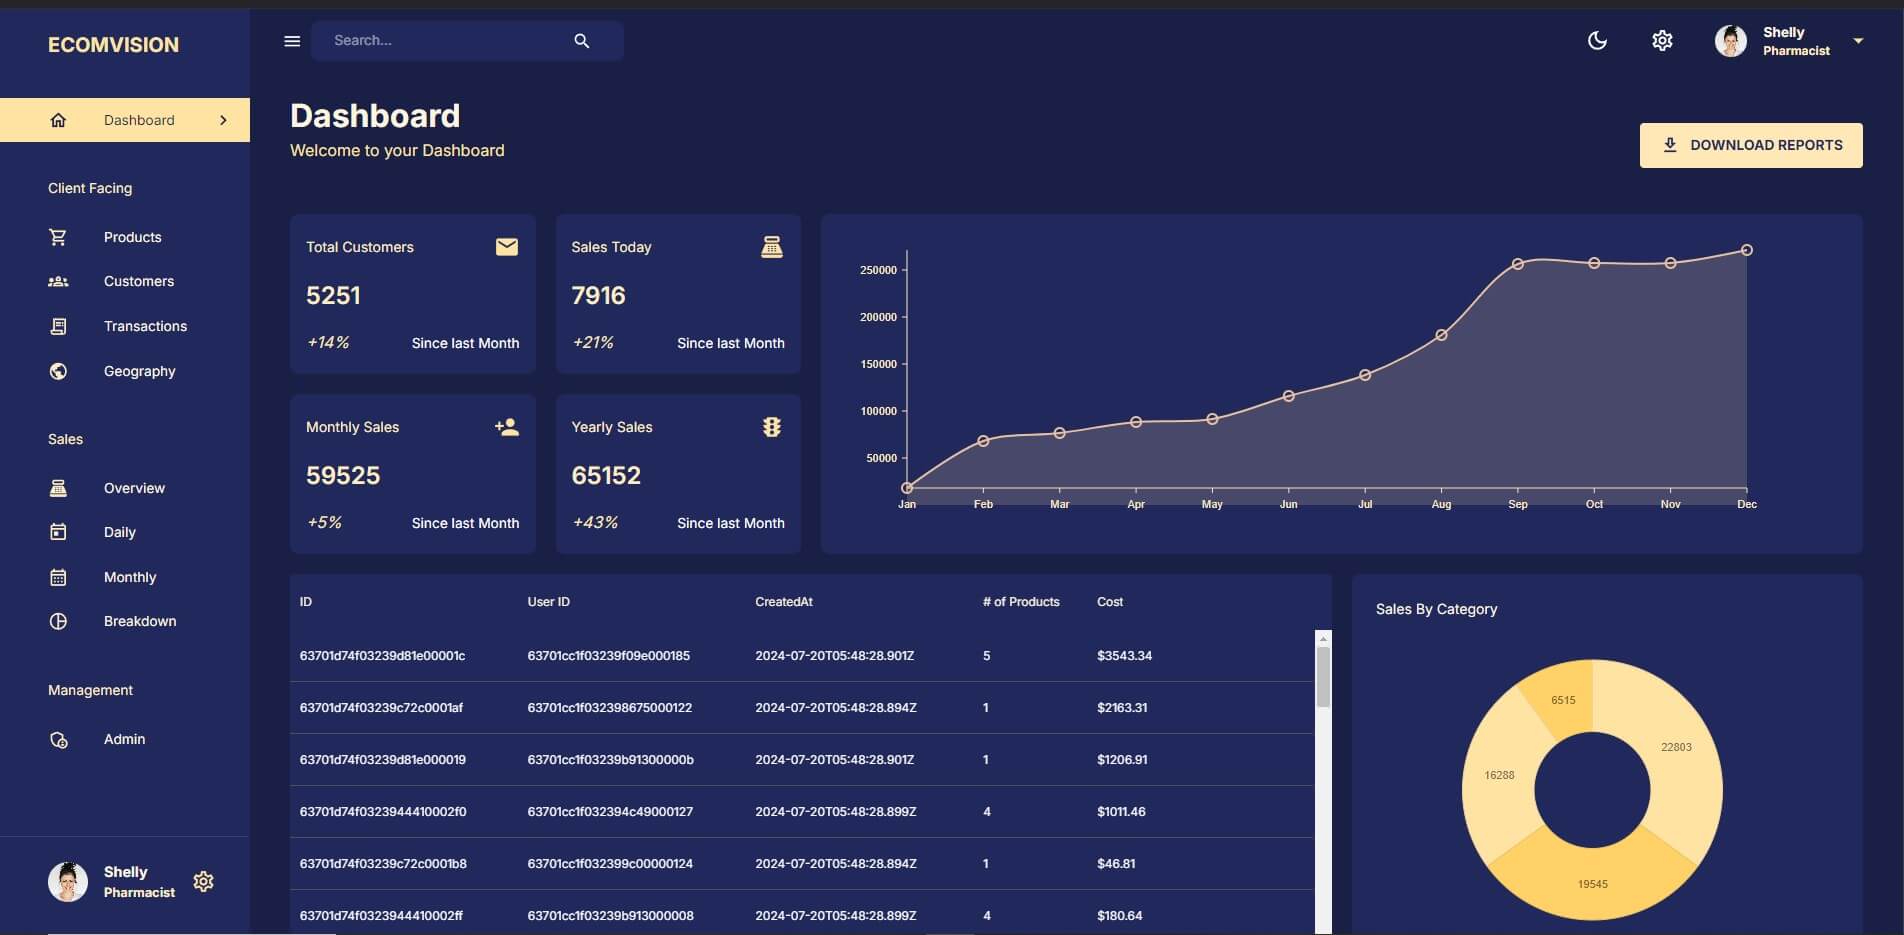 ECOMVISION
Search...
Shelly
Pharmacist
Dashboard
Client Facing
Products
Customers
Transactions
Geography
Sales
Overview
Daily
Monthly
Breakdown
Management
Admin
Shelly
Pharmacist
Dashboard
Welcome to your Dashboard
DOWNLOAD REPORTS
Total Customers
5251
+14% Since last Month
Sales Today
7916
+21% Since last Month
Monthly Sales
59525
+5% Since last Month
Yearly Sales
65152
+43% Since last Month
250000
200000
150000
100000
50000
Jan Feb Mar Apr May Jun Jul Aug Sep Oct Nov Dec
ID User ID CreatedAt # of Products Cost
63701d74f03239d81e00001c 63701cc1f03239f09e000185 2024-07-20T05:48:28.901Z 5 $3543.34
63701d74f03239c72c0001af 63701cc1f032398675000122 2024-07-20T05:48:28.894Z 1 $2163.31
63701d74f03239d81e000019 63701cc1f03239b91300000b 2024-07-20T05:48:28.901Z 1 $1206.91
63701d74f0323944410002f0 63701cc1f032394c49000127 2024-07-20T05:48:28.899Z 4 $1011.46
63701d74f03239c72c0001b8 63701cc1f032399c00000124 2024-07-20T05:48:28.894Z 1 $46.81
63701d74f0323944410002ff 63701cc1f03239b913000008 2024-07-20T05:48:28.899Z 4 $180.64
Sales By Category
6515
22803
16288
19545